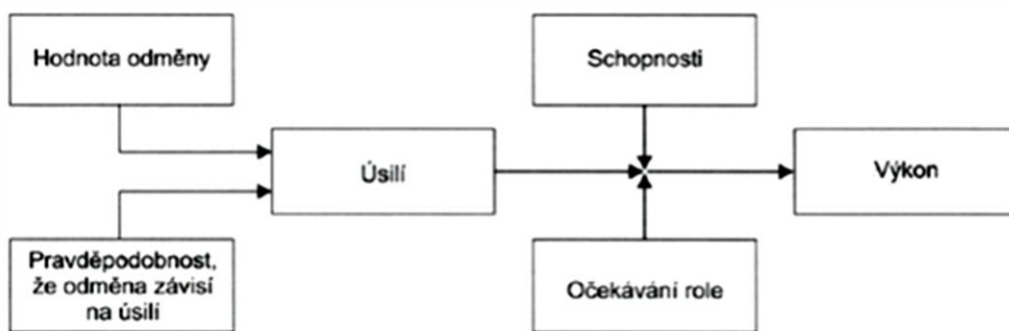 Hodnota odměny
Schopnosti
Úsilí
Výkon
Pravděpodobnost,
že odměna závisí
na úsilí
Očekávání role